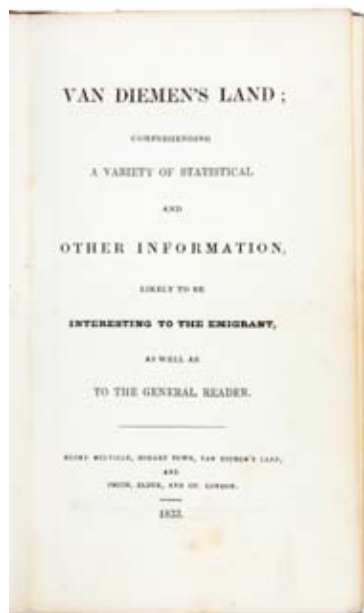 VAN DIEMEN'S LAND;
COMPREHENDING
A VARIETY OF STATISTICAL
AND
OTHER INFORMATION,
LIKELY TO BE
INTERESTING TO THE EMIGRANT,
AS WELL AS
TO THE GENERAL READER.
HENRY MELVILLE, HOBART TOWN, VAN DIEMEN'S LAND,
AND
SMITH, ELDER, AND CO. LONDON.
1833.